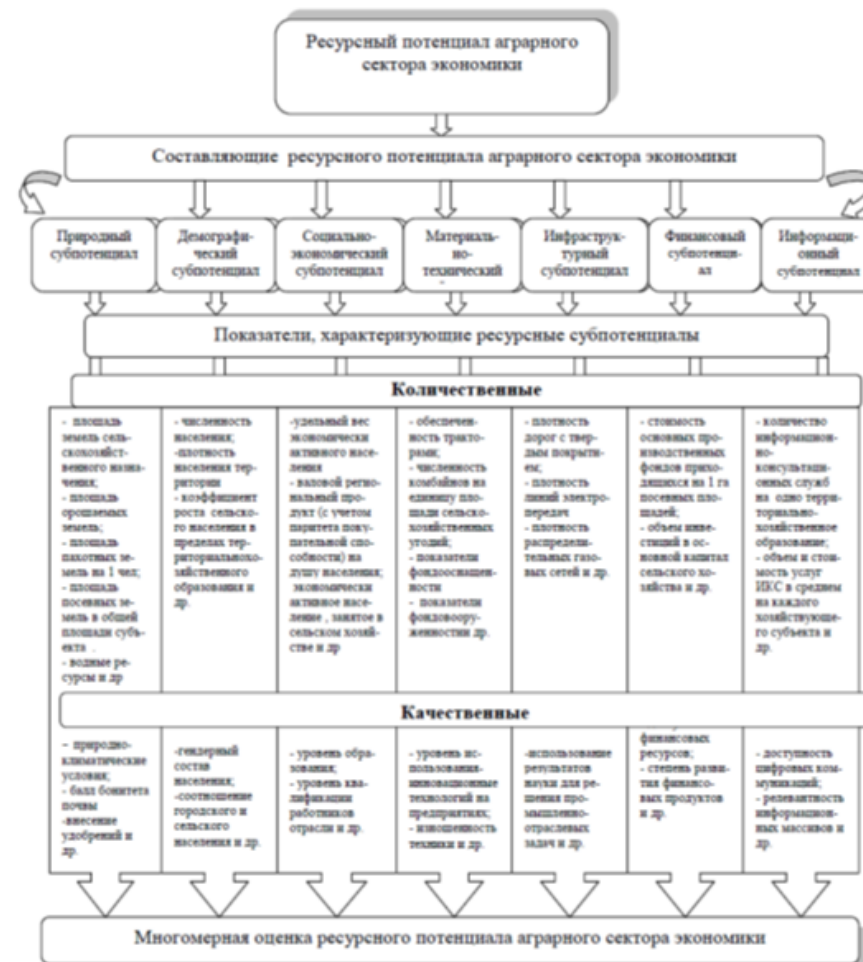 Ресурсный потенциал аграрного
сектора экономики
Составляющие ресурсного потенциала аграрного сектора экономики
Природный
субпотенциал
Демографи-
ческий
субпотенциал
Социально-
экономический
субпотенциал
Материаль-
но-
технический
Инфраструк-
турный
субпотенциал
Финансовый
субпотенци-
ал
Информаци-
онный
субпотенциал
Показатели, характеризующие ресурсные субпотенциалы
Количественные
- площадь
земель сель-
скохозяйст-
венного назна-
чения;
- площадь
орошаемых
земель;
- площадь
пахотных зе-
мель на 1 чел;
- площадь
посевных зе-
мель в общей
площади субъ-
екта .
- водные ре-
сурсы и др
- численность
населения;
-плотность
населения тер-
ритории
- коэффициент
роста сельского
населения в
пределах тер-
риториальнохо-
зяйственного
образования и
др.
-удельный вес
экономически
активного насе-
ления
- валовой регио-
нальный про-
дукт (с учетом
паритета поку-
пательной спо-
собности) на
душу населения;
экономически
активное насе-
ление , занятое в
сельском хозяй-
стве и др
- обеспечен-
ность тракто-
рами;
- численность
комбайнов на
единицу пло-
щади сельско-
хозяйственных
угодий;
- показатели
фондооснащен-
ности
- показатели
фондовоору-
женностии др.
- плотность
дорог с твер-
дым покрыти-
ем;
- плотность
линий электро-
передач
- плотность
распредели-
тельных газо-
вых сетей и др.
- стоимость
основных про-
изводственных
фондов прихо-
дящихся на 1 га
посевных пло-
щадей;
- объем инве-
стиций в ос-
новной капитал
сельского хо-
зяйства и др.
- количество
информационн
о-
консультаци-
онных служб
на одно терри-
ториально-
хозяйственное
образование;
- объем и сто-
имость услуг
ИКС в среднем
на каждого
хозяйствующе-
го субъекта и
др.
Качественные
- природно-
климатические
условия;
- балл бонитета
почвы
-внесение
удобрений и
др.
-гендерный
состав
населения;
-соотношение
городского и
сельского
населения и др.
- уровень обра-
зования;
- уровень ква-
лификации
работников
отрасли и др.
- уровень ис-
пользования-
инновационные
технологий на
предприятиях;
- изношенность
техники и др.
-использование
результатов
науки для ре-
шения про-
мышленно-
отраслевых
задач и др.
финансовых
ресурсов;
- степень разви-
тия финансо-
вых продуктов
и др.
- доступность
цифровых ком-
муникаций;
- релевантность
информацион-
ных массивов и
др.
Многомерная оценка ресурсного потенциала аграрного сектора экономики